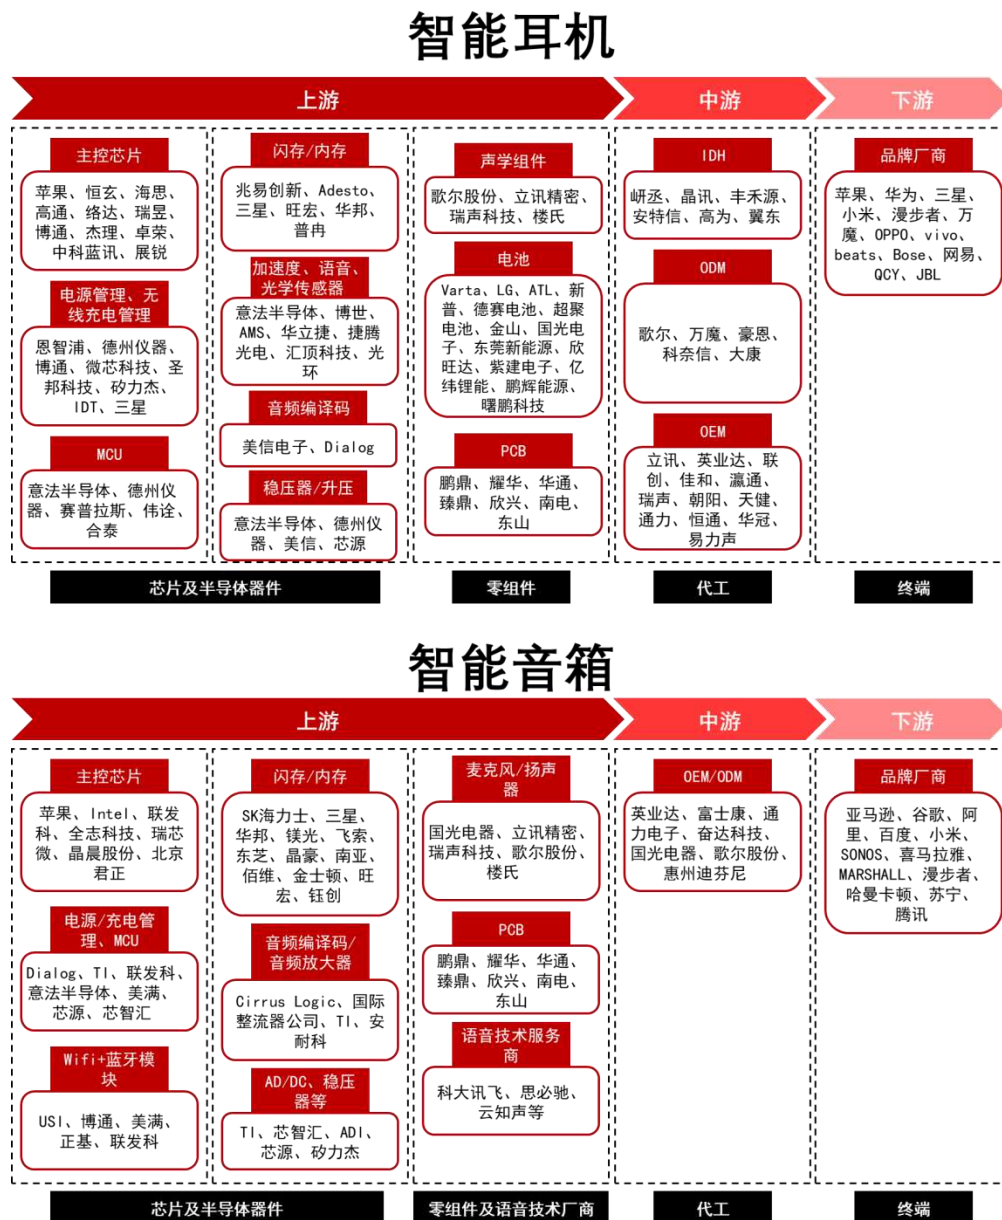 智能耳机
上游
中游
下游
主控芯片
苹果、恒玄、海思、
高通、络达、瑞昱、
博通、杰理、卓荣、
中科蓝讯、展锐
电源管理、无
线充电管理
恩智浦、德州仪器、
博通、微芯科技、圣
邦科技、矽力杰、
IDT、三星
MCU
意法半导体、德州仪
器、赛普拉斯、伟诠、
合泰
闪存/内存
兆易创新、Adesto、
三星、旺宏、华邦、
普冉
加速度、语音、
光学传感器
意法半导体、博世、
AMS、华立捷、捷腾
光电、汇顶科技、光
环
音频编译码
美信电子、Dialog
稳压器/升压
意法半导体、德州仪
器、美信、芯源
声学组件
歌尔股份、立讯精密、
瑞声科技、楼氏
电池
Varta、LG、ATL、新
普、德赛电池、超聚
电池、金山、国光电
子、东莞新能源、欣
旺达、紫建电子、亿
纬锂能、鹏辉能源、
曙鹏科技
PCB
鹏鼎、耀华、华通、
臻鼎、欣兴、南电、
东山
IDH
岍丞、晶讯、丰禾源、
安特信、高为、翼东
ODM
歌尔、万魔、豪恩、
科奈信、大康
OEM
立讯、英业达、联
创、佳和、瀛通、
瑞声、朝阳、天健、
通力、恒通、华冠、
易力声
品牌厂商
苹果、华为、三星、
小米、漫步者、万
魔、OPPO、vivo、
beats、Bose、网易、
QCY、JBL
芯片及半导体器件
零组件
代工
终端
智能音箱
上游
中游
下游
主控芯片
苹果、Intel、联发
科、全志科技、瑞芯
微、晶晨股份、北京
君正
电源/充电管
理、MCU
Dialog、TI、联发科、
意法半导体、美满、
芯源、芯智汇
Wifi+蓝牙模
块
USI、博通、美满、
正基、联发科
闪存/内存
SK海力士、三星、
华邦、镁光、飞索、
东芝、晶豪、南亚、
佰维、金士顿、旺
宏、钰创
音频编译码/
音频放大器
Cirrus Logic、国际
整流器公司、TI、安
耐科
AD/DC、稳压
器等
TI、芯智汇、ADI、
芯源、矽力杰
麦克风/扬声
器
国光电器、立讯精密、
瑞声科技、歌尔股份、
楼氏
PCB
鹏鼎、耀华、华通、
臻鼎、欣兴、南电、
东山
语音技术服务
商
科大讯飞、思必驰、
云知声等
OEM/ODM
英业达、富士康、通
力电子、奋达科技、
国光电器、歌尔股份、
惠州迪芬尼
品牌厂商
亚马逊、谷歌、阿
里、百度、小米、
SONOS、喜马拉雅、
MARSHALL、漫步者、
哈曼卡顿、苏宁、
腾讯
芯片及半导体器件
零组件及语音技术厂商
代工
终端